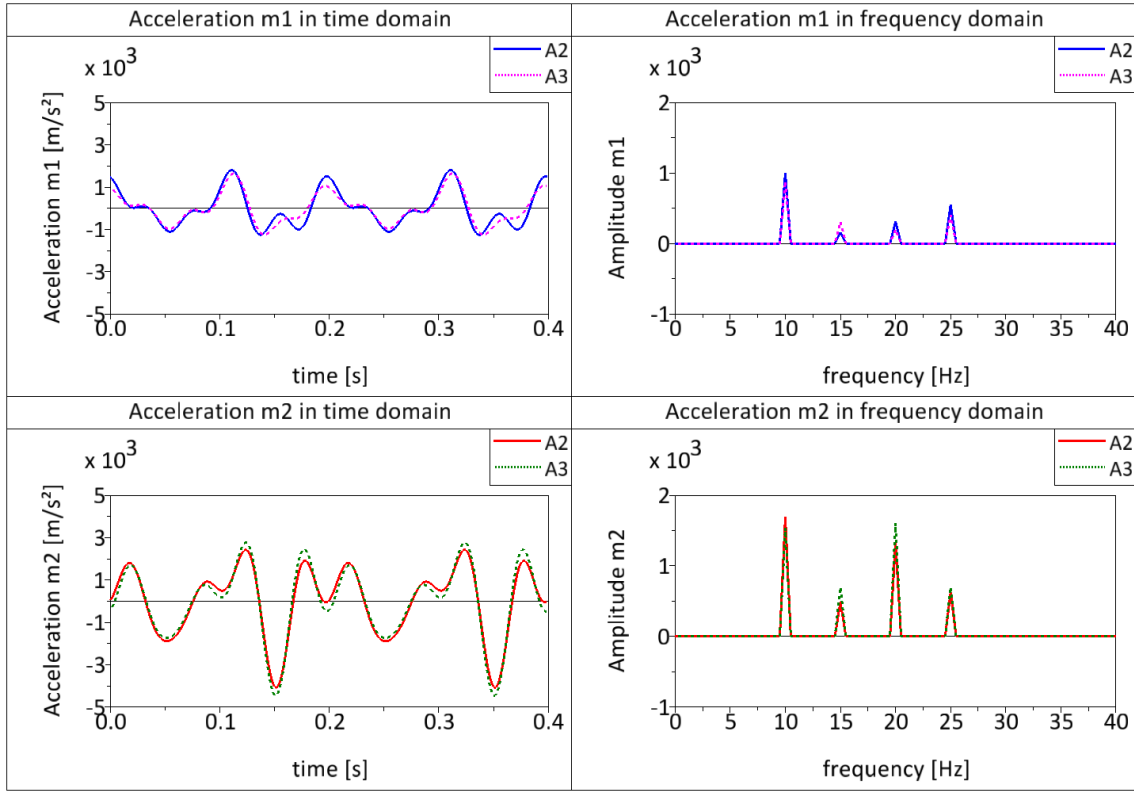 Acceleration m1 in time domain
A2
A3
x 10³
Acceleration m1 [m/s²]
5
3
1
-1
-3
-5
0.0 0.1 0.2 0.3 0.4
time [s]
Acceleration m1 in frequency domain
A2
A3
x 10³
Amplitude m1
2
1
0
-1
0 5 10 15 20 25 30 35 40
frequency [Hz]
Acceleration m2 in time domain
A2
A3
x 10³
Acceleration m2 [m/s²]
5
3
1
-1
-3
-5
0.0 0.1 0.2 0.3 0.4
time [s]
Acceleration m2 in frequency domain
A2
A3
x 10³
Amplitude m2
2
1
0
-1
0 5 10 15 20 25 30 35 40
frequency [Hz]